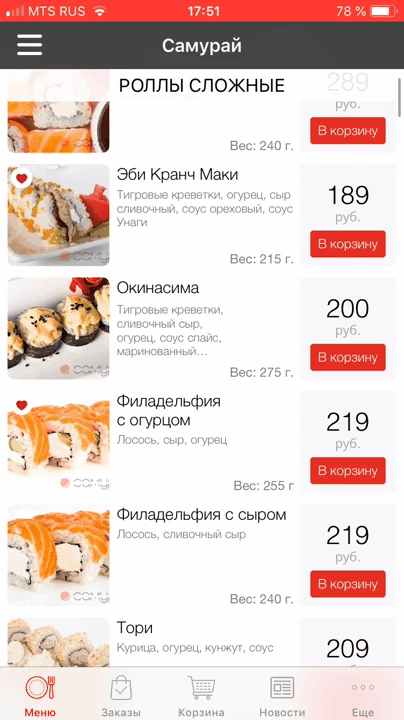 MTS RUS 17:51 78 %
Самурай
РОЛЛЫ СЛОЖНЫЕ
289
руб.
В корзину
Вес: 240 г.
Эби Кранч Маки
Тигровые креветки, огурец, сыр
сливочный, соус ореховый, соус
Унаги
Вес: 215 г.
189
руб.
В корзину
Окинасима
Тигровые креветки,
сливочный сыр,
огурец, соус спайс,
маринованный...
Вес: 275 г.
200
руб.
В корзину
Филадельфия
с огурцом
Лосось, сыр, огурец
Вес: 255 г
219
руб.
В корзину
Филадельфия с сыром
Лосось, сливочный сыр
Вес: 240 г.
219
руб.
В корзину
Тори
Курица, огурец, кунжут, соус
209
Меню Заказы Корзина Новости Еще